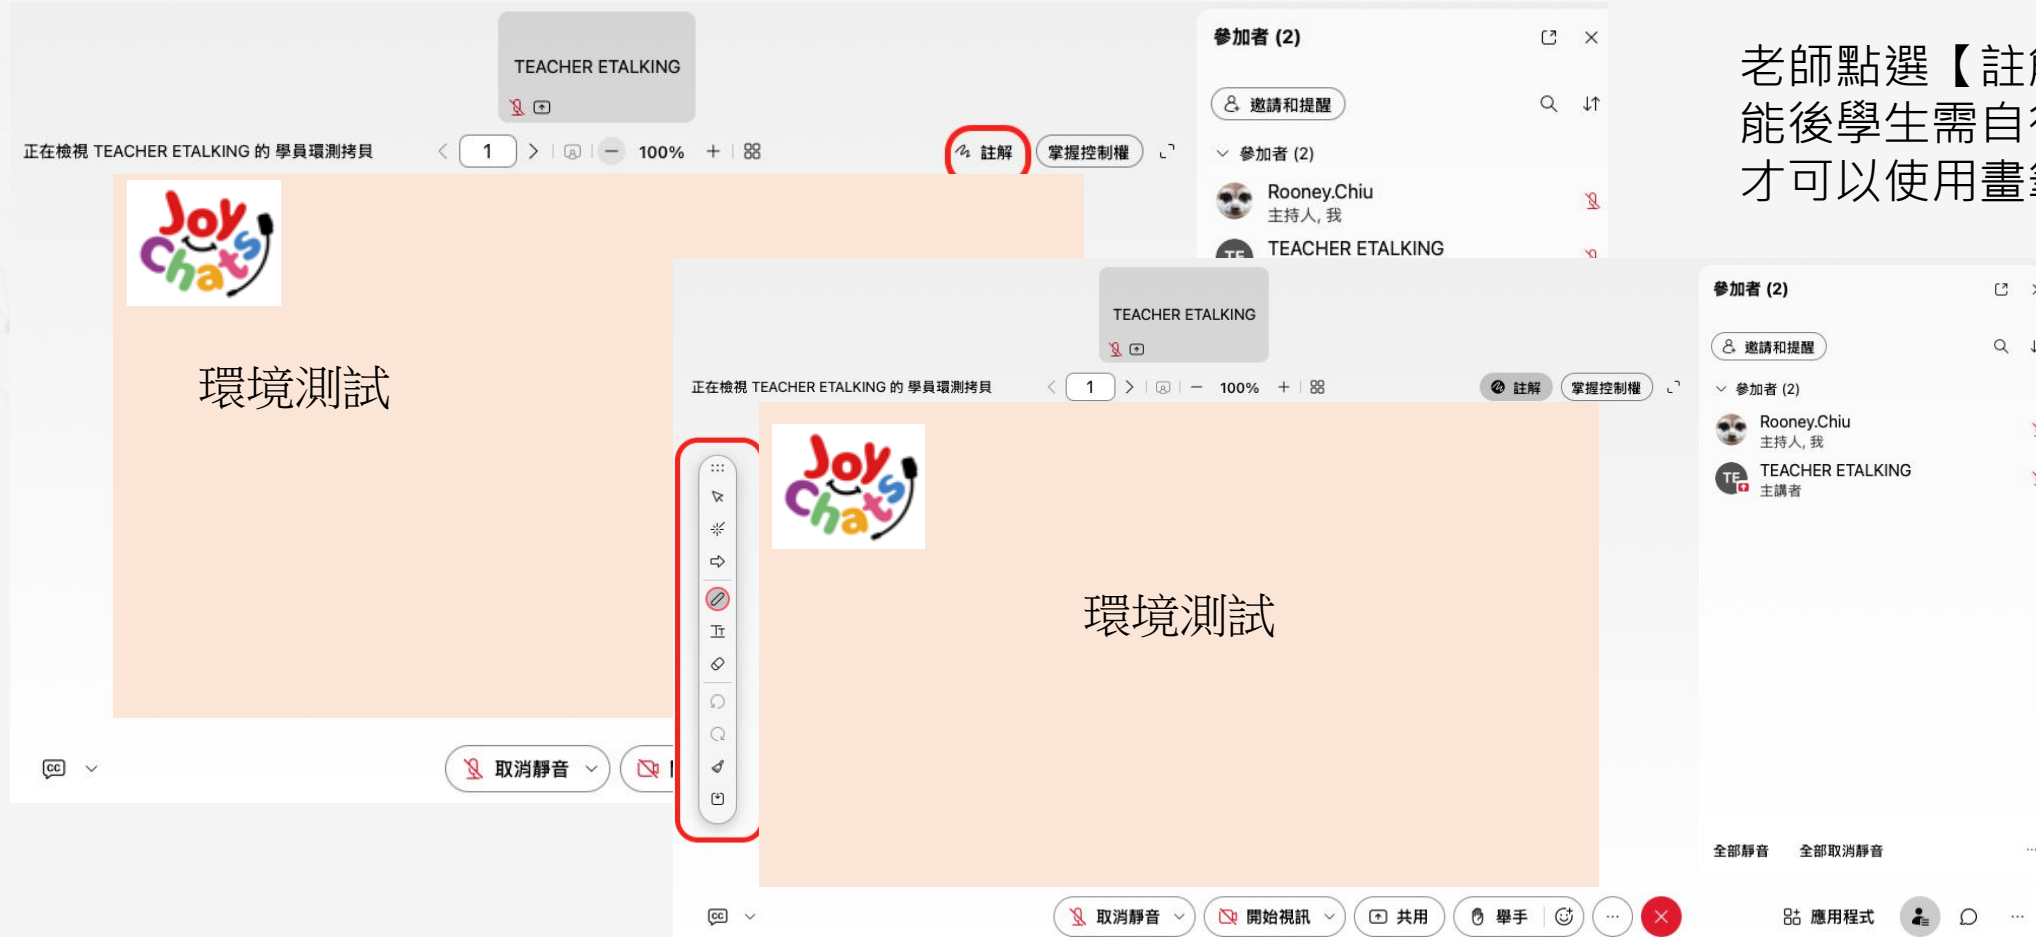 TEACHER ETALKING
正在檢視 TEACHER ETALKING 的 學員環測拷貝
1
100%
註解
掌握控制權
Joy Chats
環境測試
CC
取消靜音
參加者 (2)
邀請和提醒
參加者 (2)
Rooney.Chiu
主持人, 我
TEACHER ETALKING
老師點選【註
能後學生需自
才可以使用畫
TEACHER ETALKING
正在檢視 TEACHER ETALKING 的 學員環測拷貝
1
100%
註解
掌握控制權
Joy Chats
環境測試
CC
取消靜音
開始視訊
共用
舉手
參加者 (2)
邀請和提醒
參加者 (2)
Rooney.Chiu
主持人, 我
TE
TEACHER ETALKING
主講者
全部靜音
全部取消靜音
應用程式